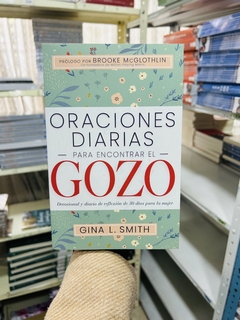 PRÓLOGO POR BROOKE McGLOTHLIN
ORACIONES
DIARIAS
PARA ENCONTRAR EL
GOZO
Devocional y diario de reflexión de 30 días para la mujer
GINA L. SMITH